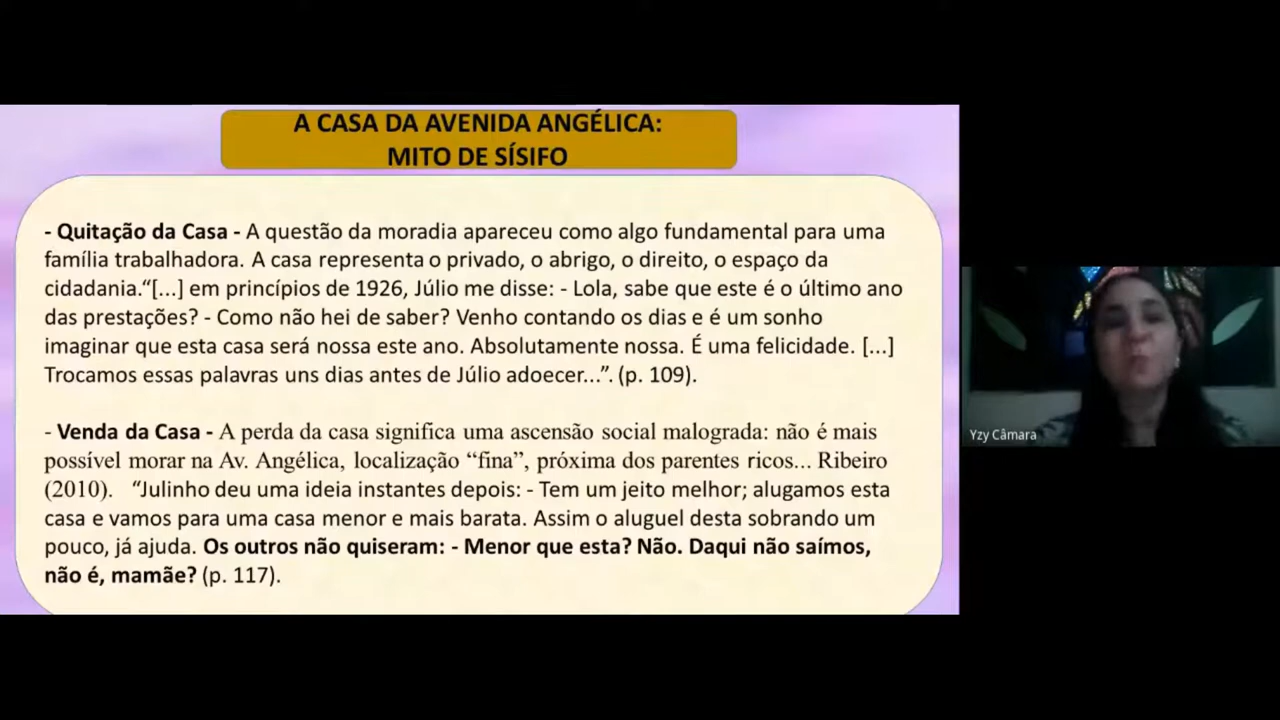 A CASA DA AVENIDA ANGÉLICA:
MITO DE SÍSIFO
- Quitação da Casa - A questão da moradia apareceu como algo fundamental para uma
família trabalhadora. A casa representa o privado, o abrigo, o direito, o espaço da
cidadania.“[...] em princípios de 1926, Júlio me disse: - Lola, sabe que este é o último ano
das prestações? - Como não hei de saber? Venho contando os dias e é um sonho
imaginar que esta casa será nossa este ano. Absolutamente nossa. É uma felicidade. [...]
Trocamos essas palavras uns dias antes de Júlio adoecer...”. (p. 109).
- Venda da Casa - A perda da casa significa uma ascensão social malograda: não é mais
possível morar na Av. Angélica, localização “fina”, próxima dos parentes ricos... Ribeiro
(2010). “Julinho deu uma ideia instantes depois: - Tem um jeito melhor; alugamos esta
casa e vamos para uma casa menor e mais barata. Assim o aluguel desta sobrando um
pouco, já ajuda. Os outros não quiseram: - Menor que esta? Não. Daqui não saímos,
não é, mamãe? (p. 117).
Yzy Câmara